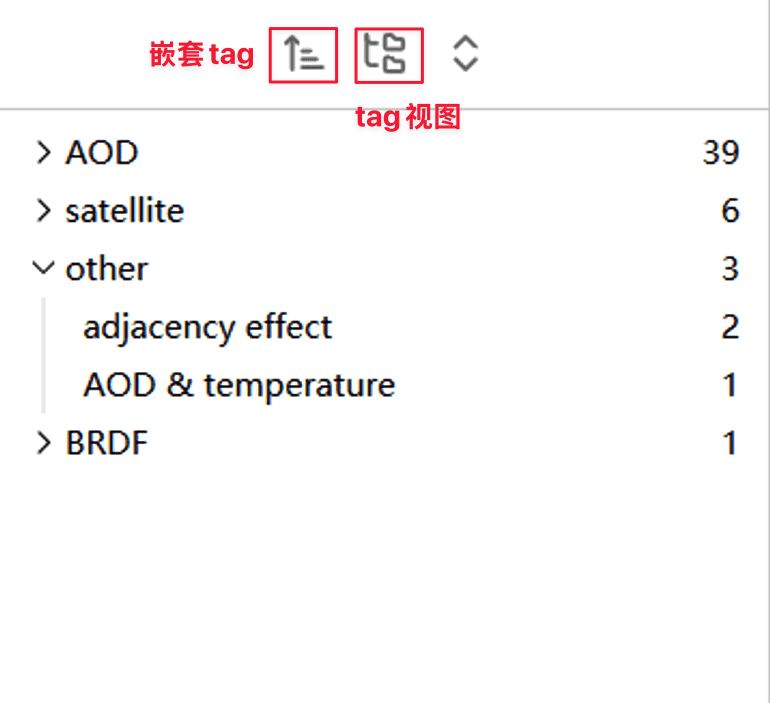 嵌套tag
tag视图
AOD 39
satellite 6
other 3
adjacency effect 2
AOD & temperature 1
BRDF 1